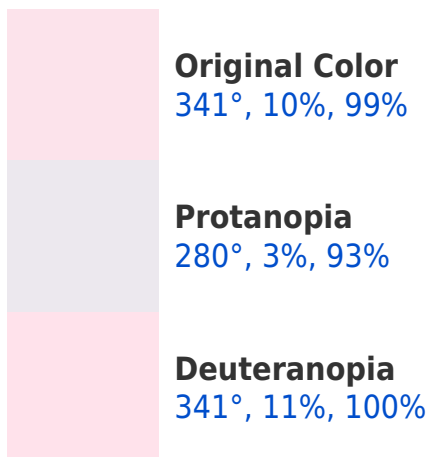 Original Color
341°, 10%, 99%
Protanopia
280°, 3%, 93%
Deuteranopia
341°, 11%, 100%